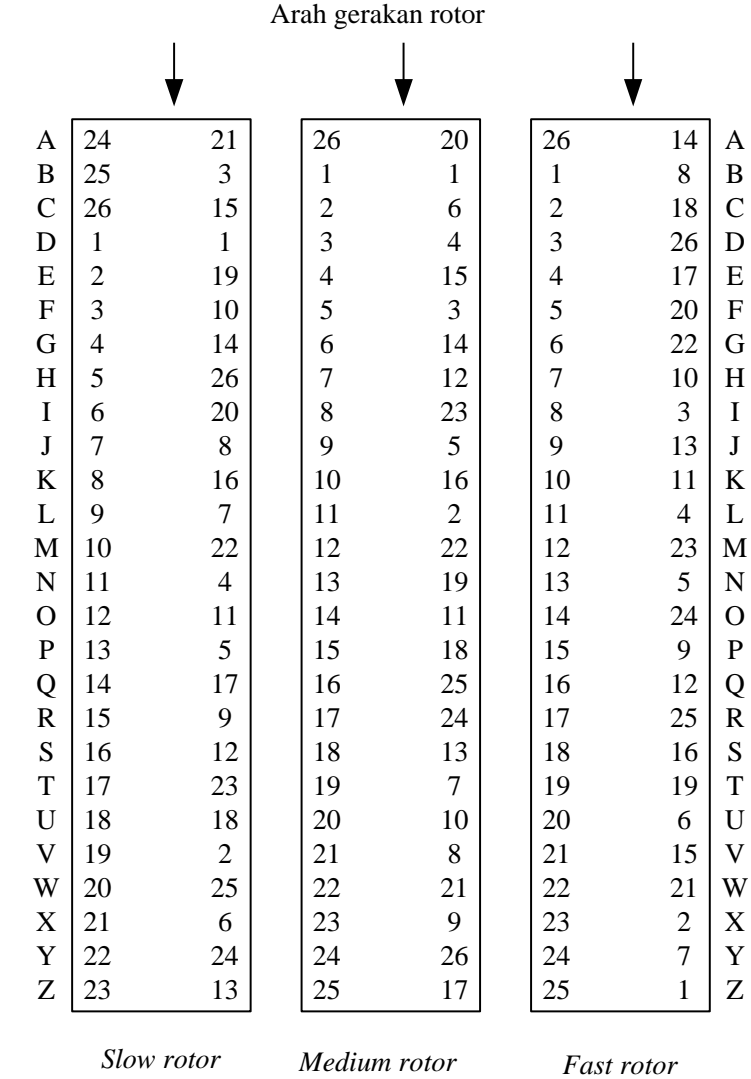 Arah gerakan rotor
A 24 21 26 20 26 14 A
B 25 3 1 1 1 8 B
C 26 15 2 6 2 18 C
D 1 1 3 4 3 26 D
E 2 19 4 15 4 17 E
F 3 10 5 3 5 20 F
G 4 14 6 14 6 22 G
H 5 26 7 12 7 10 H
I 6 20 8 23 8 3 I
J 7 8 9 5 9 13 J
K 8 16 10 16 10 11 K
L 9 7 11 2 11 4 L
M 10 22 12 22 12 23 M
N 11 4 13 19 13 5 N
O 12 11 14 11 14 24 O
P 13 5 15 18 15 9 P
Q 14 17 16 25 16 12 Q
R 15 9 17 24 17 25 R
S 16 12 18 13 18 16 S
T 17 23 19 7 19 19 T
U 18 18 20 10 20 6 U
V 19 2 21 8 21 15 V
W 20 25 22 21 22 21 W
X 21 6 23 9 23 2 X
Y 22 24 24 26 24 7 Y
Z 23 13 25 17 25 1 Z
Slow rotor Medium rotor Fast rotor